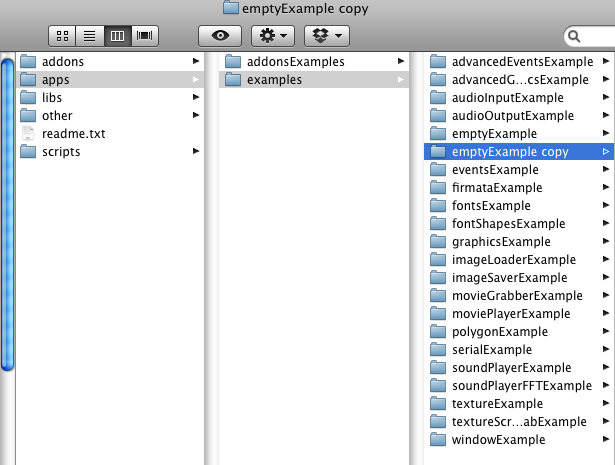 emptyExample copy
addons
apps
libs
other
readme.txt
scripts
addonsExamples
examples
advancedEventsExample
advancedG...csExample
audioInputExample
audioOutputExample
emptyExample
emptyExample copy
eventsExample
firmataExample
fontsExample
fontShapesExample
graphicsExample
imageLoaderExample
imageSaverExample
movieGrabberExample
moviePlayerExample
polygonExample
serialExample
soundPlayerExample
soundPlayerFFTExample
textureExample
textureScr...abExample
windowExample